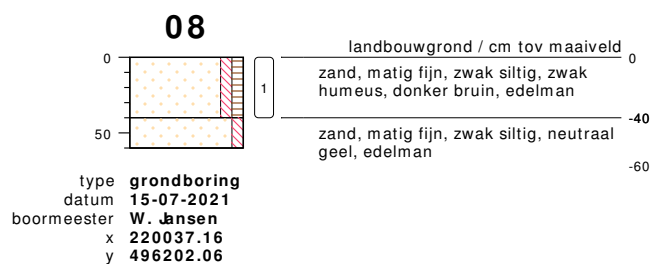 08
landbouwgrond / cm tov maaiveld
0
0
zand, matig fijn, zwak siltig, zwak
humeus, donker bruin, edelman
1
-40
50
zand, matig fijn, zwak siltig, neutraal
geel, edelman
-60
type grondboring
datum 15-07-2021
boormeester W. Jansen
x 220037.16
y 496202.06